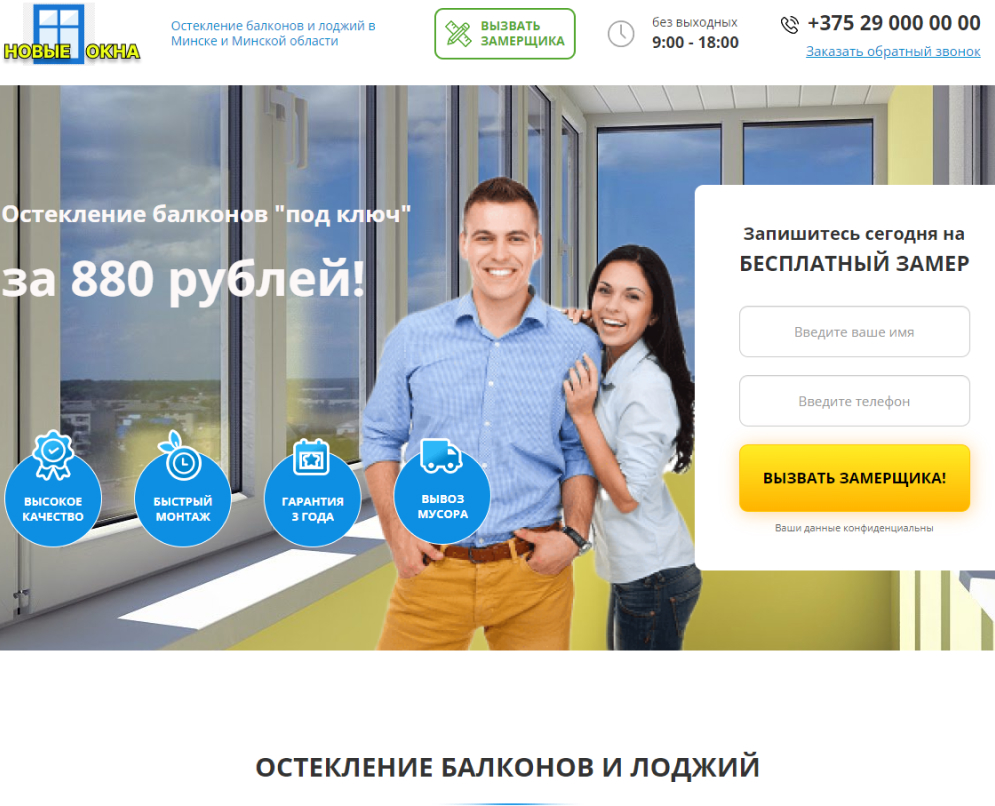 НОВЫЕ ОКНА
Остекление балконов и лоджий в
Минске и Минской области
ВЫЗВАТЬ
ЗАМЕРЩИКА
без выходных
9:00 - 18:00
+375 29 000 00 00
Заказать обратный звонок
Остекление балконов "под ключ"
за 880 рублей!
ВЫСОКОЕ
КАЧЕСТВО
БЫСТРЫЙ
МОНТАЖ
ГАРАНТИЯ
3 ГОДА
ВЫВОЗ
МУСОРА
Запишитесь сегодня на
БЕСПЛАТНЫЙ ЗАМЕР
Введите ваше имя
Введите телефон
ВЫЗВАТЬ ЗАМЕРЩИКА!
Ваши данные конфиденциальны
ОСТЕКЛЕНИЕ БАЛКОНОВ И ЛОДЖИЙ